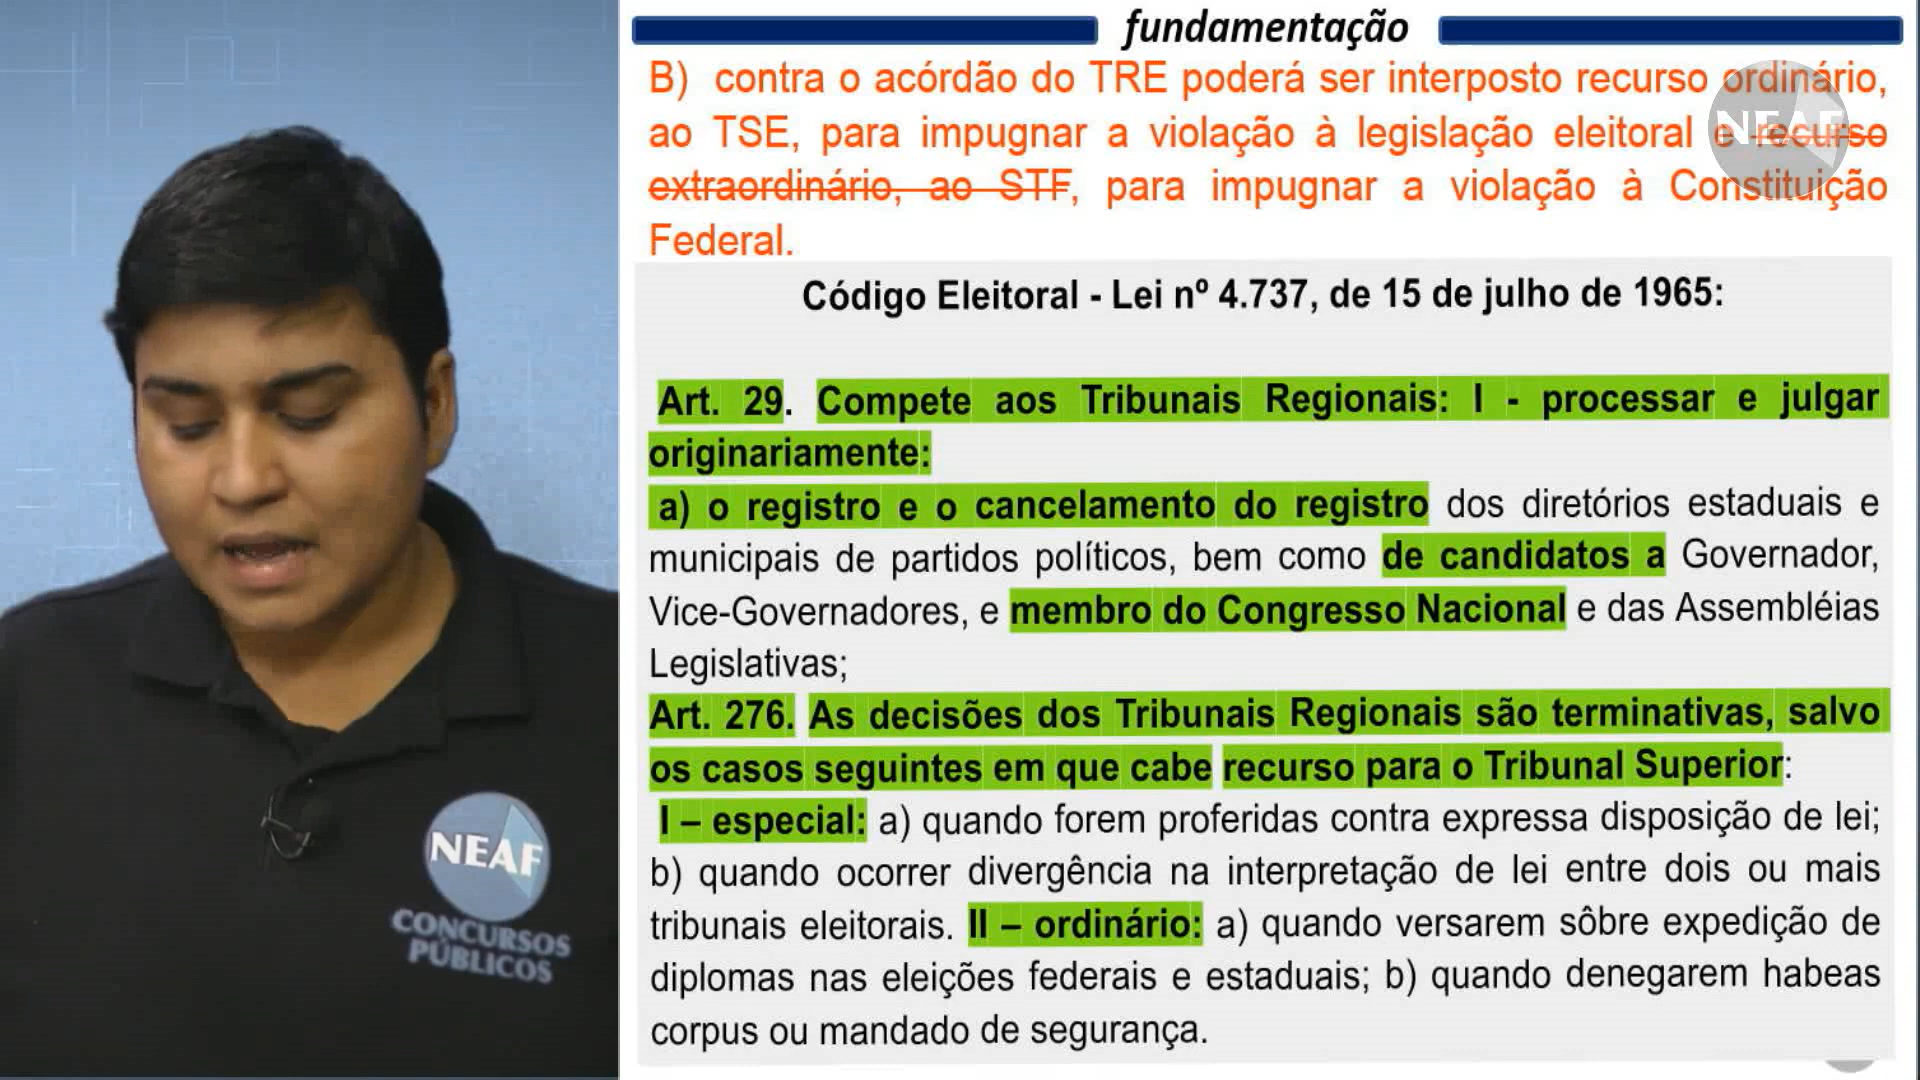 fundamentação
B) contra o acórdão do TRE poderá ser interposto recurso ordinário,
ao TSE, para impugnar a violação à legislação eleitoral e recurso
extraordinário, ao STF, para impugnar a violação à Constituição
Federal.
NEAF
Código Eleitoral - Lei nº 4.737, de 15 de julho de 1965:
Art. 29. Compete aos Tribunais Regionais: I - processar e julgar
originariamente:
a) o registro e o cancelamento do registro dos diretórios estaduais e
municipais de partidos políticos, bem como de candidatos a Governador,
Vice-Governadores, e membro do Congresso Nacional e das Assembléias
Legislativas;
Art. 276. As decisões dos Tribunais Regionais são terminativas, salvo
os casos seguintes em que cabe recurso para o Tribunal Superior:
I – especial: a) quando forem proferidas contra expressa disposição de lei;
b) quando ocorrer divergência na interpretação de lei entre dois ou mais
tribunais eleitorais. II – ordinário: a) quando versarem sôbre expedição de
diplomas nas eleições federais e estaduais; b) quando denegarem habeas
corpus ou mandado de segurança.
NEAF
CONCURSOS
PÚBLICOS